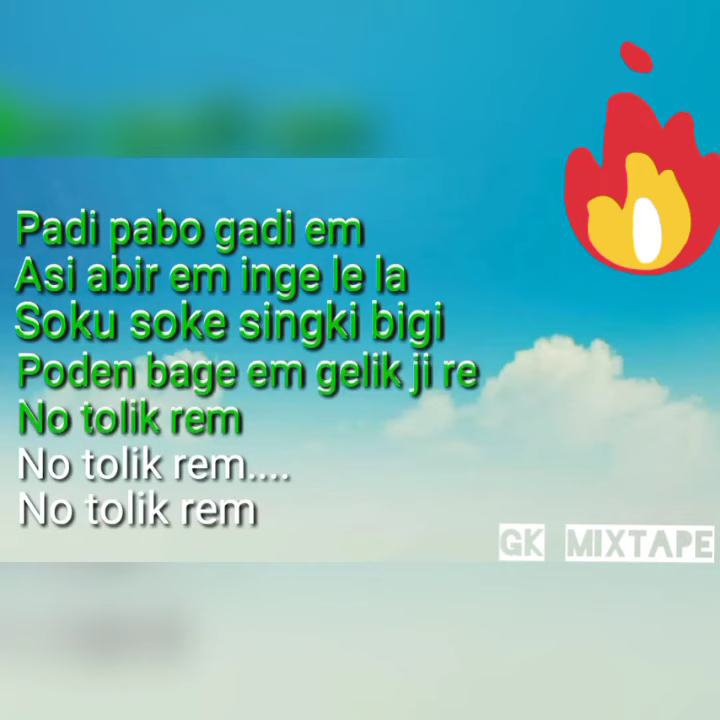 Padi pabo gadi em
Asi abir em inge le la
Soku soke singki bigi
Poden bage em gelik ji re
No tolik rem
No tolik rem....
No tolik rem
GK MIXTAPE